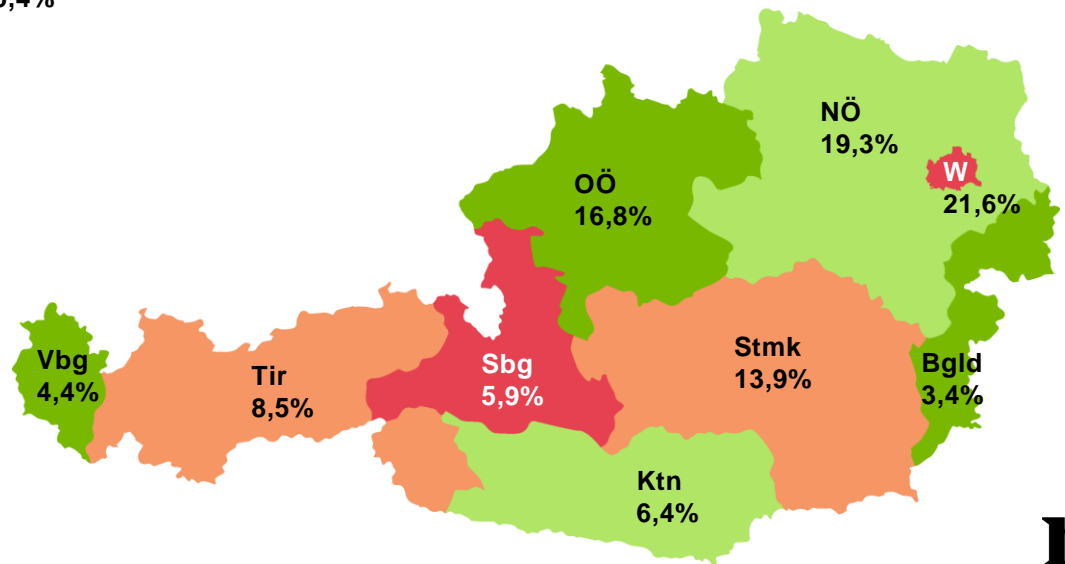 NÖ
19,3%
W
21,6%
OÖ
16,8%
Vbg
4,4%
Tir
8,5%
Sbg
5,9%
Stmk
13,9%
Bgld
3,4%
Ktn
6,4%